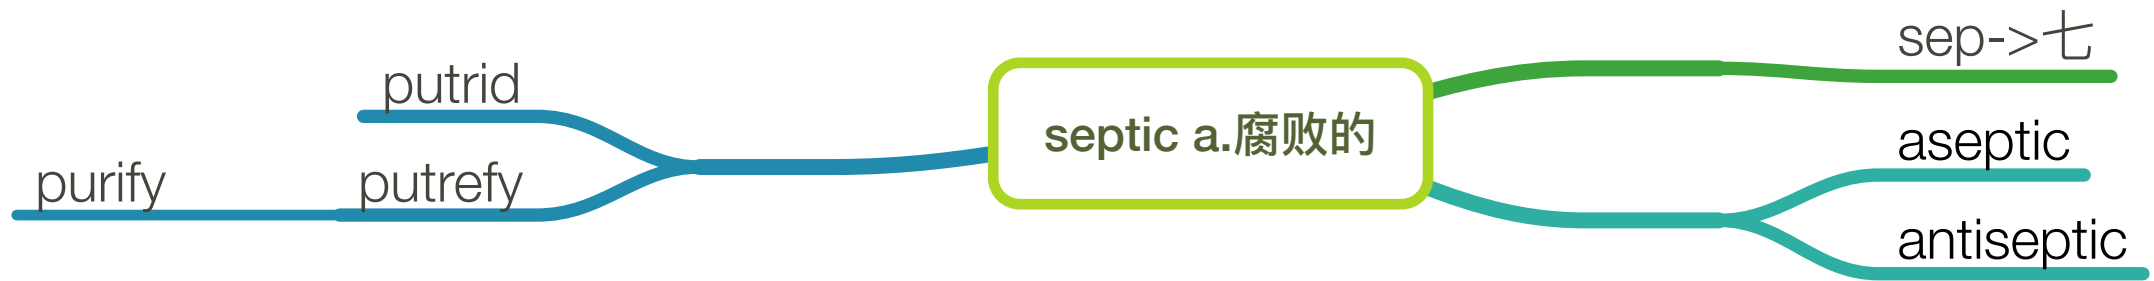 putrid
purify
putrefy
septic a.腐败的
sep->七
aseptic
antiseptic